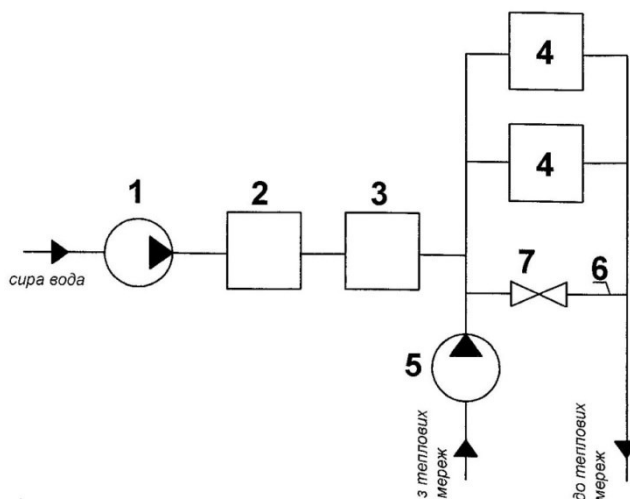 4
4
1
2
3
сира вода
7
6
5
з теплових
мереж
до теплових
мереж